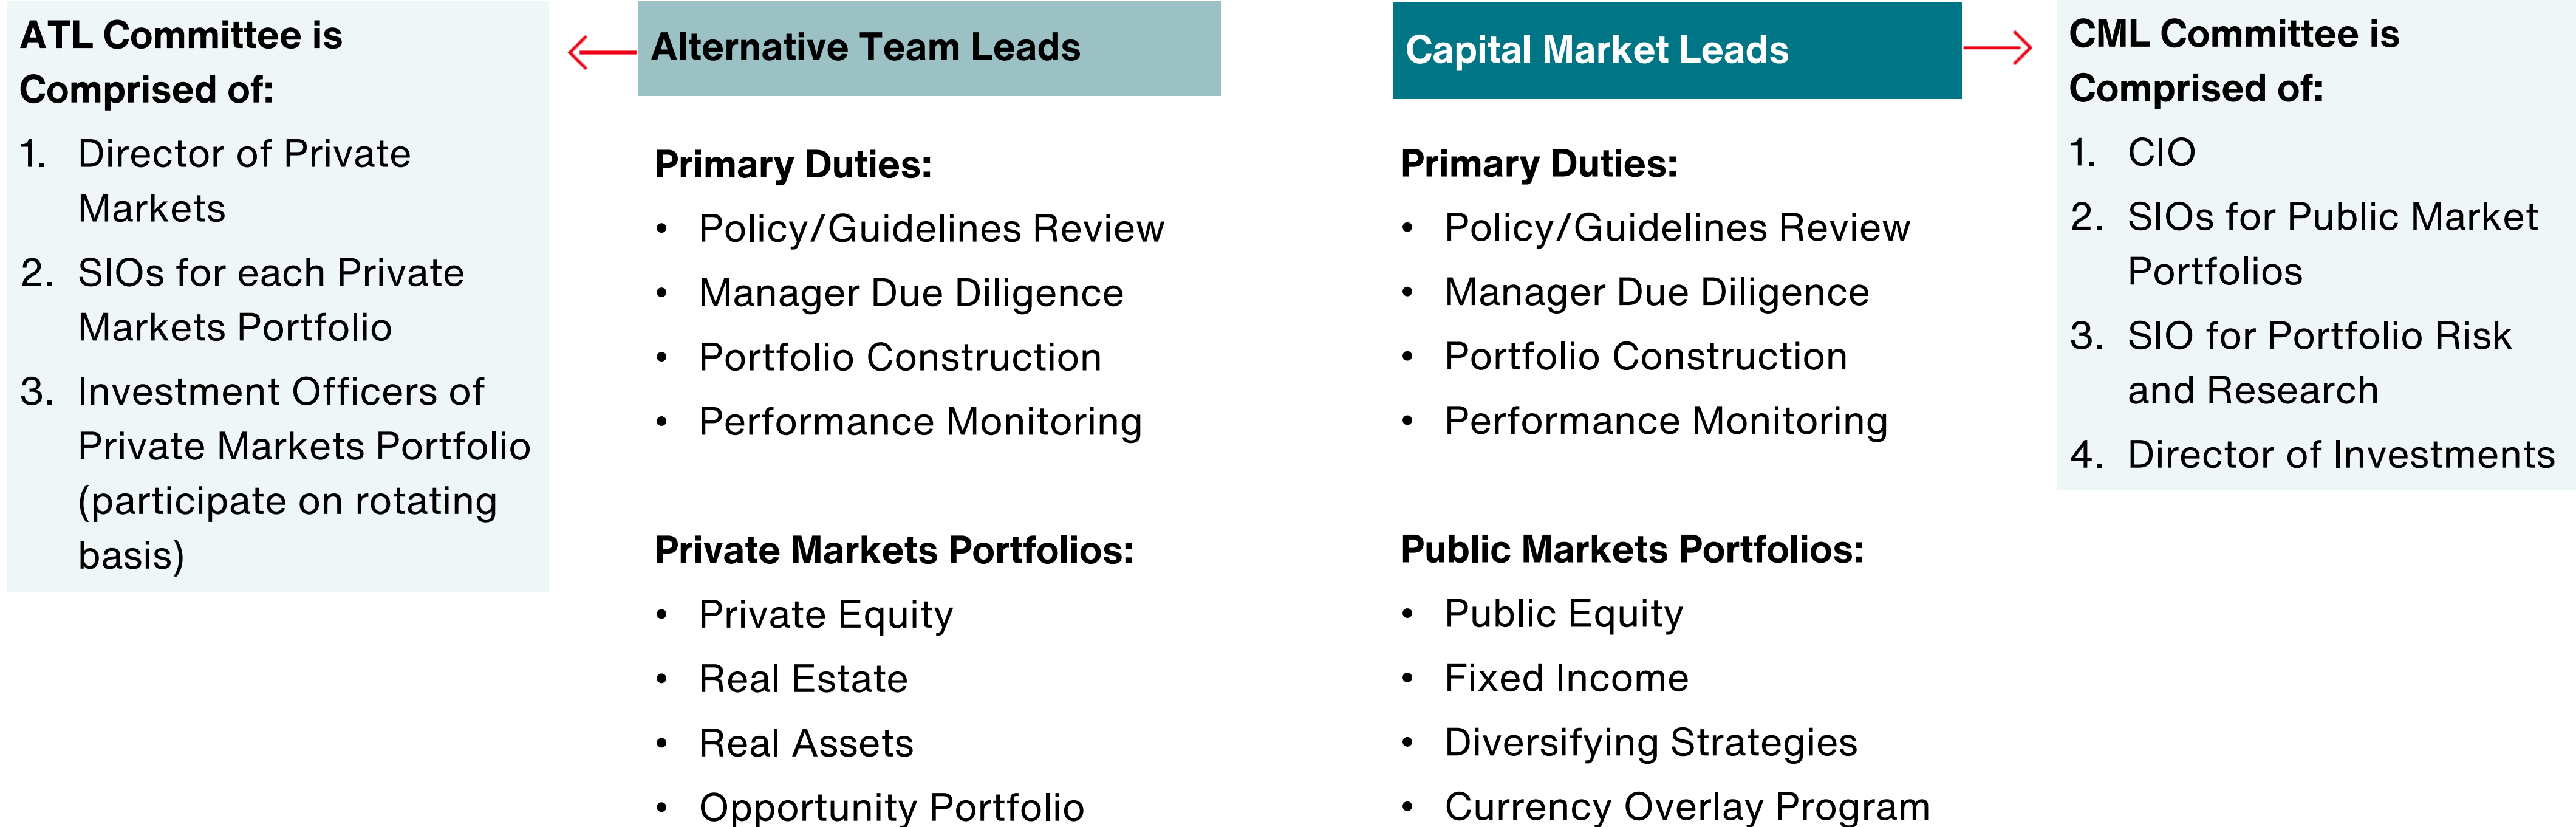 ATL Committee is
Comprised of:
1. Director of Private
Markets
2. SIOs for each Private
Markets Portfolio
3. Investment Officers of
Private Markets Portfolio
(participate on rotating
basis)
Alternative Team Leads
Primary Duties:
• Policy/Guidelines Review
• Manager Due Diligence
• Portfolio Construction
• Performance Monitoring
Private Markets Portfolios:
• Private Equity
• Real Estate
• Real Assets
• Opportunity Portfolio
Capital Market Leads
Primary Duties:
• Policy/Guidelines Review
• Manager Due Diligence
• Portfolio Construction
• Performance Monitoring
Public Markets Portfolios:
• Public Equity
• Fixed Income
• Diversifying Strategies
• Currency Overlay Program
CML Committee is
Comprised of:
1. CIO
2. SIOs for Public Market
Portfolios
3. SIO for Portfolio Risk
and Research
4. Director of Investments